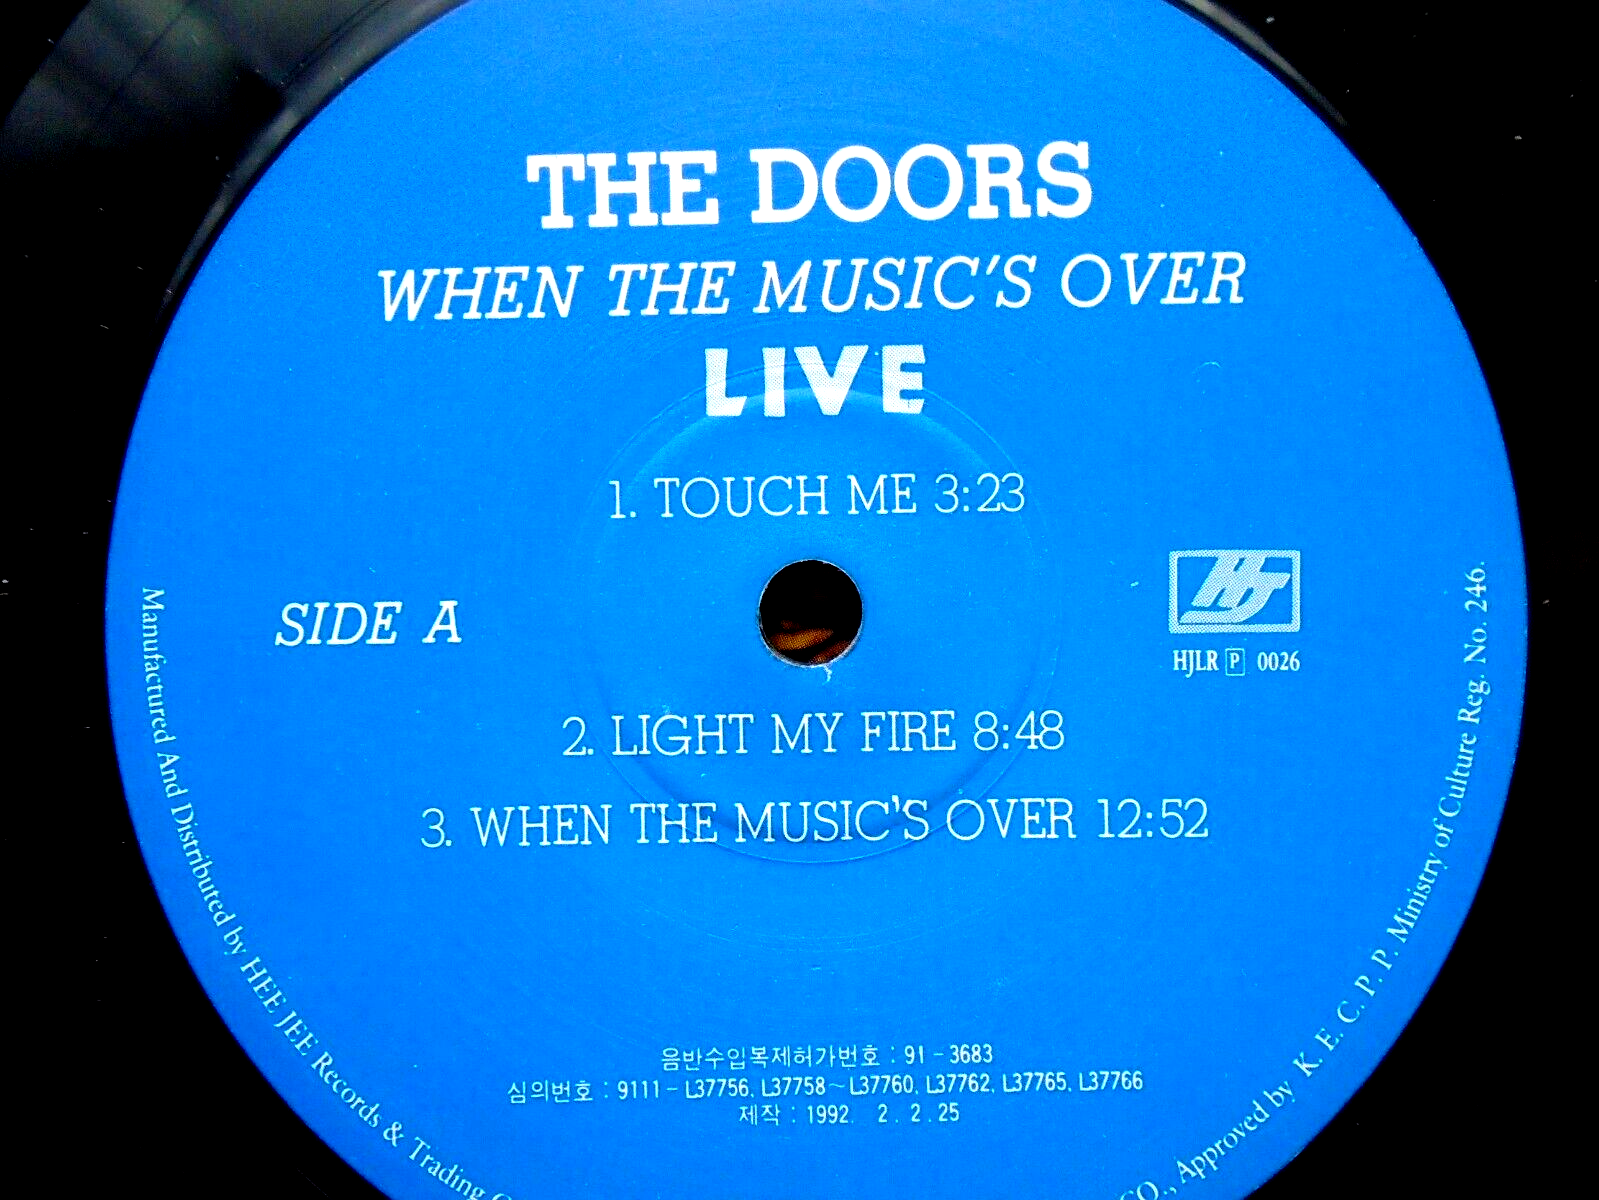 THE DOORS
WHEN THE MUSIC'S OVER
LIVE
1. TOUCH ME 3:23
SIDE A
HJ
HJLR P 0026
2. LIGHT MY FIRE 8:48
3. WHEN THE MUSIC'S OVER 12:52
음반수입복제허가번호 : 91 - 3683
심의번호 : 9111 - L37756, L37758 ~ L37760, L37762, L37765, L37766
제작 : 1992. 2. 2. 25
Manufactured And Distributed by HEE JEE Records & Trading
CO., Approved by K. E. C. P. P. Ministry of Culture Reg. No. 246.